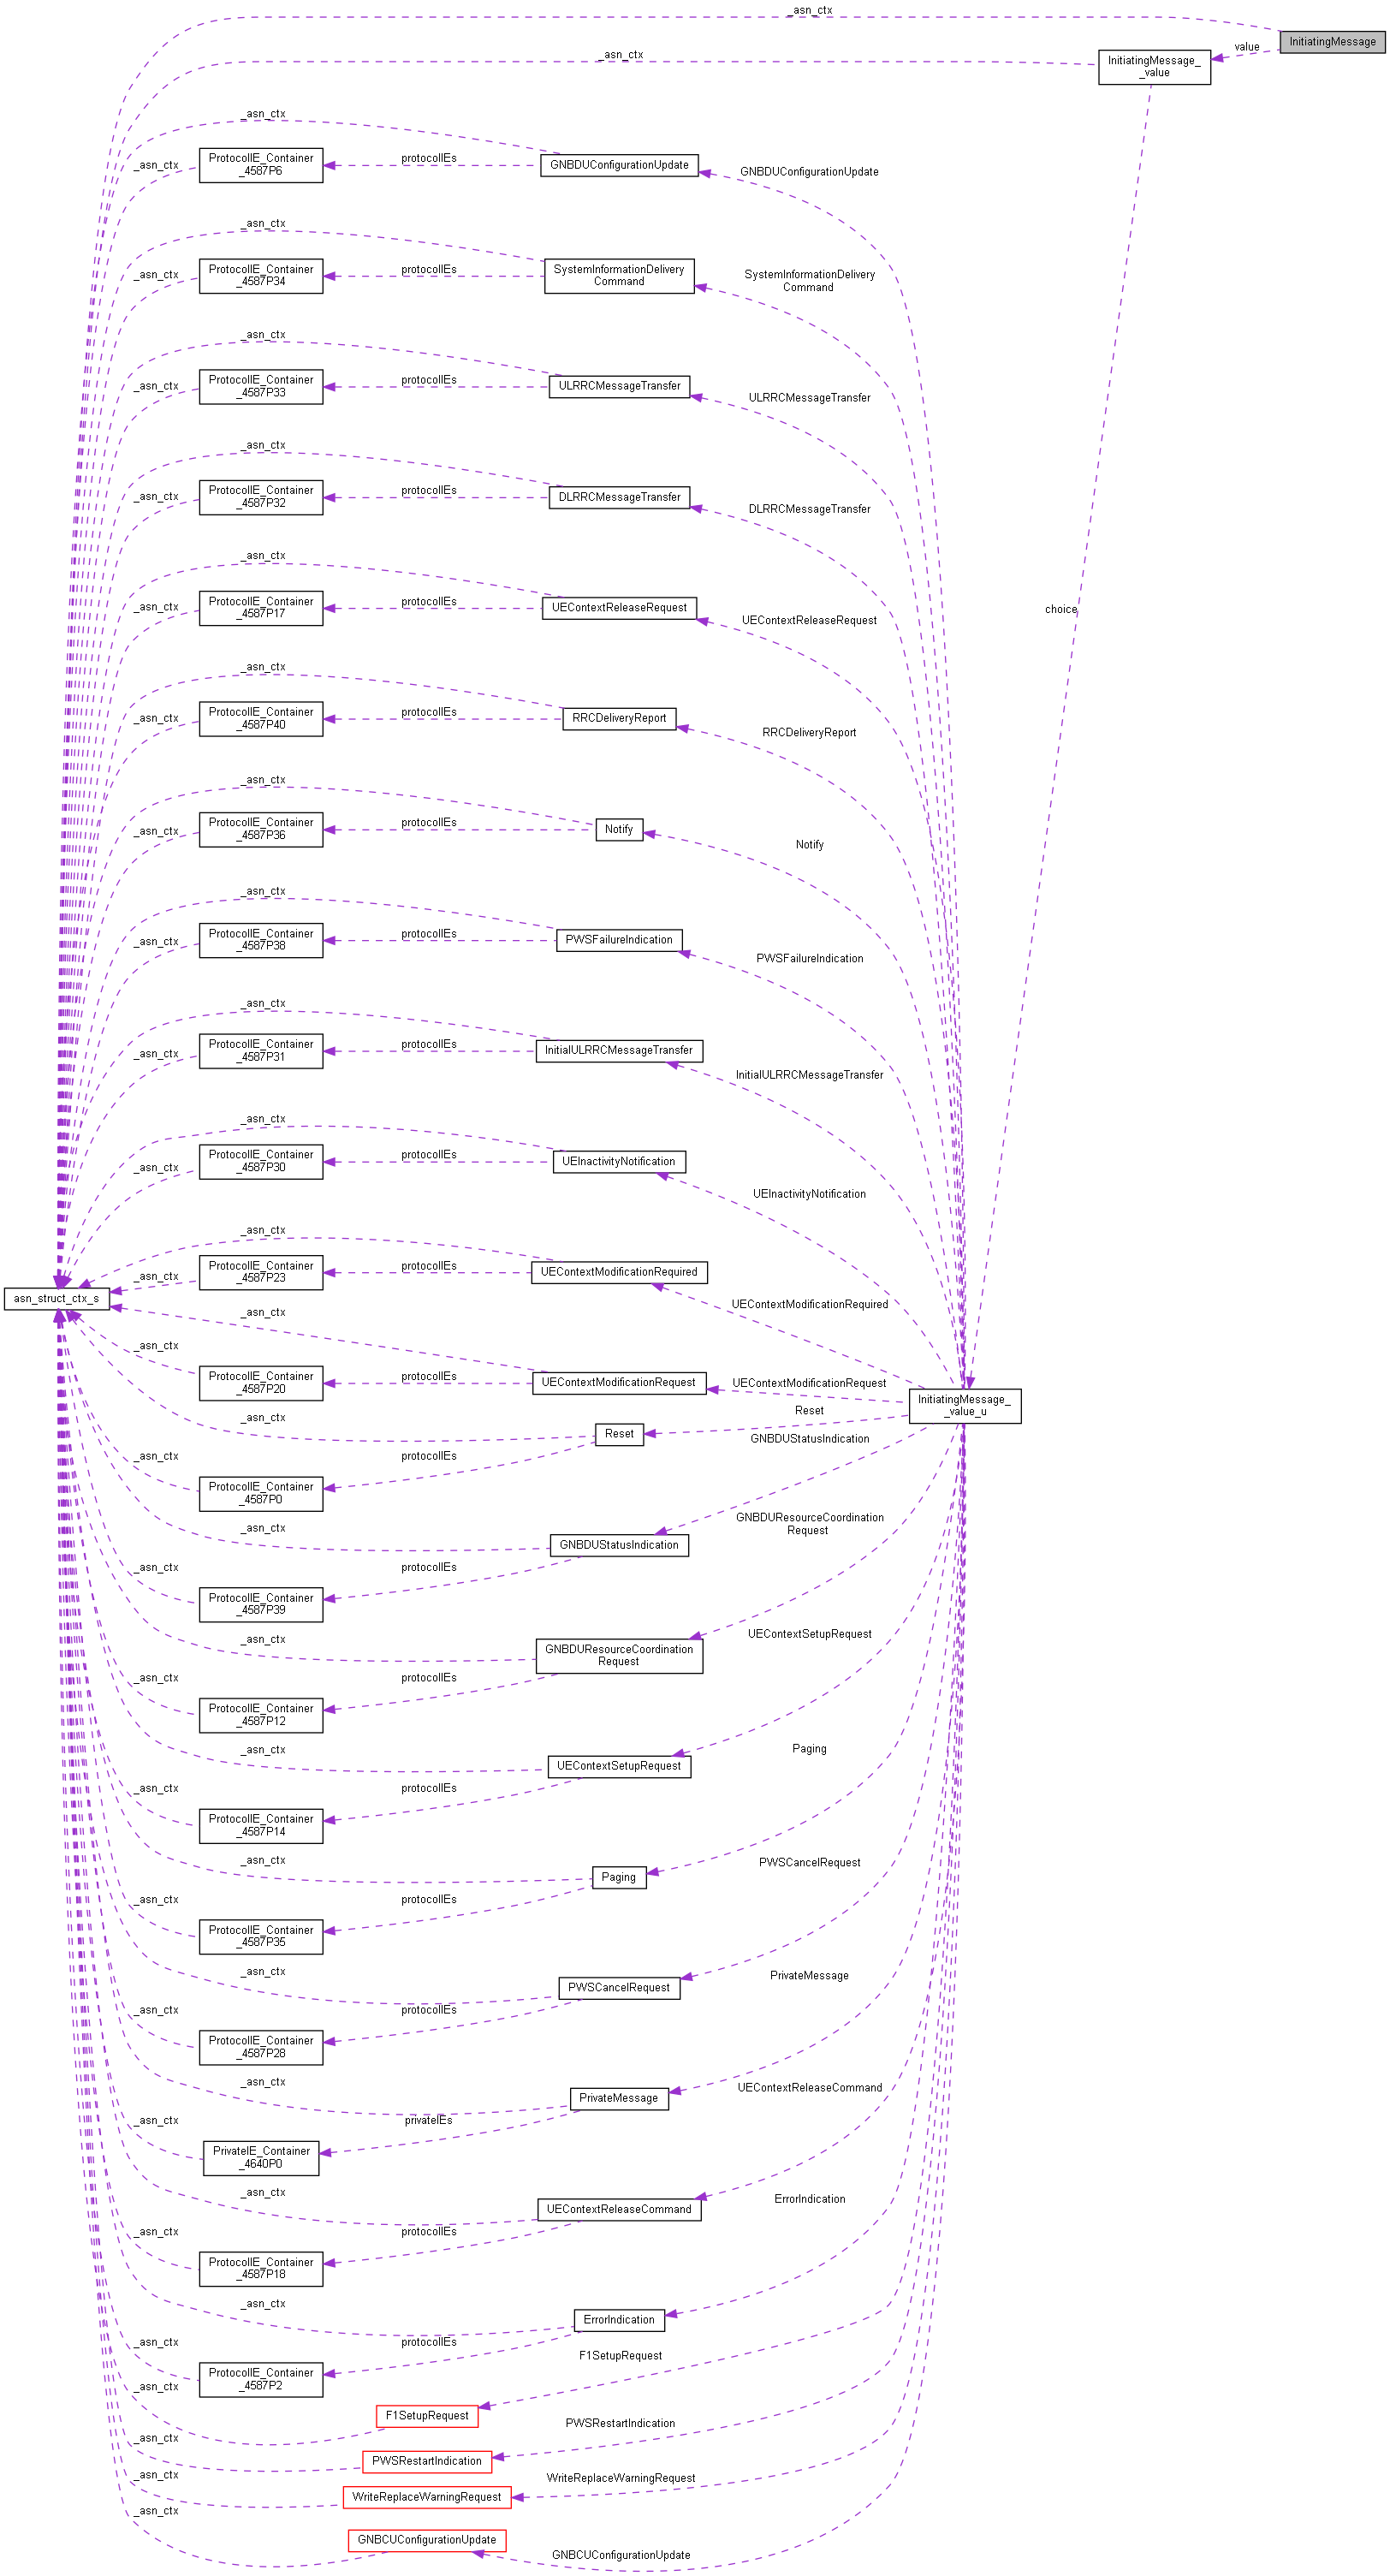 _asn_ctx
InitiatingMessage
value
_asn_ctx
InitiatingMessage_
_value
_asn_ctx
ProtocolIE_Container
_4587P6
_asn_ctx
protocolIEs
GNBDUConfigurationUpdate
GNBDUConfigurationUpdate
_asn_ctx
ProtocolIE_Container
_4587P34
_asn_ctx
protocolIEs
SystemInformationDelivery
Command
SystemInformationDelivery
Command
_asn_ctx
ProtocolIE_Container
_4587P33
_asn_ctx
protocolIEs
ULRRCMessageTransfer
ULRRCMessageTransfer
_asn_ctx
ProtocolIE_Container
_4587P32
_asn_ctx
protocolIEs
DLRRCMessageTransfer
DLRRCMessageTransfer
_asn_ctx
ProtocolIE_Container
_4587P17
_asn_ctx
protocolIEs
UEContextReleaseRequest
UEContextReleaseRequest
choice
_asn_ctx
ProtocolIE_Container
_4587P40
_asn_ctx
protocolIEs
RRCDeliveryReport
RRCDeliveryReport
_asn_ctx
ProtocolIE_Container
_4587P36
_asn_ctx
protocolIEs
Notify
Notify
_asn_ctx
ProtocolIE_Container
_4587P38
_asn_ctx
protocolIEs
PWSFailureIndication
PWSFailureIndication
_asn_ctx
ProtocolIE_Container
_4587P31
_asn_ctx
protocolIEs
InitialULRRCMessageTransfer
InitialULRRCMessageTransfer
_asn_ctx
ProtocolIE_Container
_4587P30
_asn_ctx
protocolIEs
UEInactivityNotification
UEInactivityNotification
_asn_ctx
ProtocolIE_Container
_4587P23
_asn_ctx
protocolIEs
UEContextModificationRequired
UEContextModificationRequired
asn_struct_ctx_s
_asn_ctx
ProtocolIE_Container
_4587P20
_asn_ctx
protocolIEs
UEContextModificationRequest
UEContextModificationRequest
InitiatingMessage_
_value_u
_asn_ctx
Reset
Reset
ProtocolIE_Container
_4587P0
_asn_ctx
protocolIEs
GNBDUStatusIndication
_asn_ctx
GNBDUStatusIndication
ProtocolIE_Container
_4587P39
_asn_ctx
protocolIEs
GNBDUResourceCoordination
Request
_asn_ctx
GNBDUResourceCoordination
Request
ProtocolIE_Container
_4587P12
_asn_ctx
protocolIEs
UEContextSetupRequest
_asn_ctx
UEContextSetupRequest
ProtocolIE_Container
_4587P14
_asn_ctx
protocolIEs
Paging
_asn_ctx
Paging
ProtocolIE_Container
_4587P35
_asn_ctx
protocolIEs
PWSCancelRequest
_asn_ctx
PWSCancelRequest
ProtocolIE_Container
_4587P28
_asn_ctx
protocolIEs
PrivateMessage
_asn_ctx
PrivateMessage
PrivateIE_Container
_4640P0
_asn_ctx
privateIEs
UEContextReleaseCommand
_asn_ctx
UEContextReleaseCommand
ProtocolIE_Container
_4587P18
_asn_ctx
protocolIEs
ErrorIndication
_asn_ctx
ErrorIndication
ProtocolIE_Container
_4587P2
_asn_ctx
protocolIEs
F1SetupRequest
_asn_ctx
F1SetupRequest
PWSRestartIndication
_asn_ctx
PWSRestartIndication
WriteReplaceWarningRequest
_asn_ctx
WriteReplaceWarningRequest
_asn_ctx
GNBCUConfigurationUpdate
GNBCUConfigurationUpdate